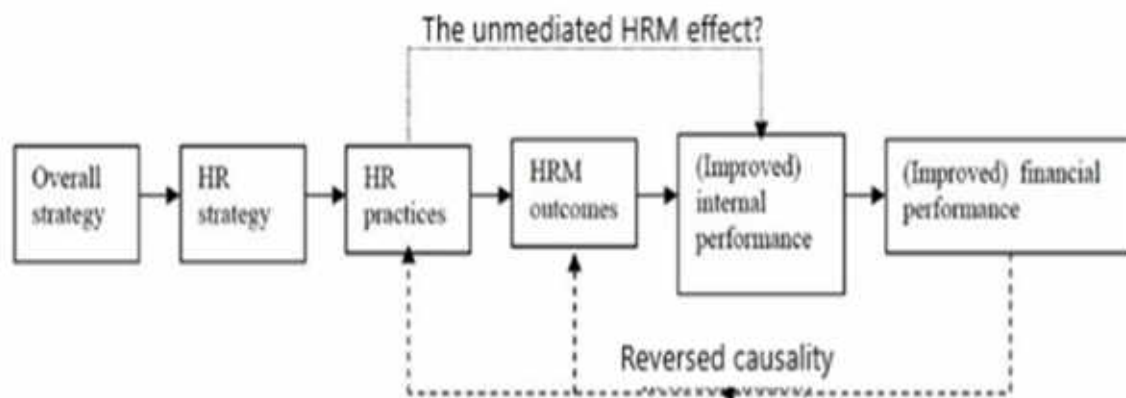 The unmediated HRM effect?
Overall
strategy
HR
strategy
HR
practices
HRM
outcomes
(Improved)
internal
performance
(Improved) financial
performance
Reversed causality